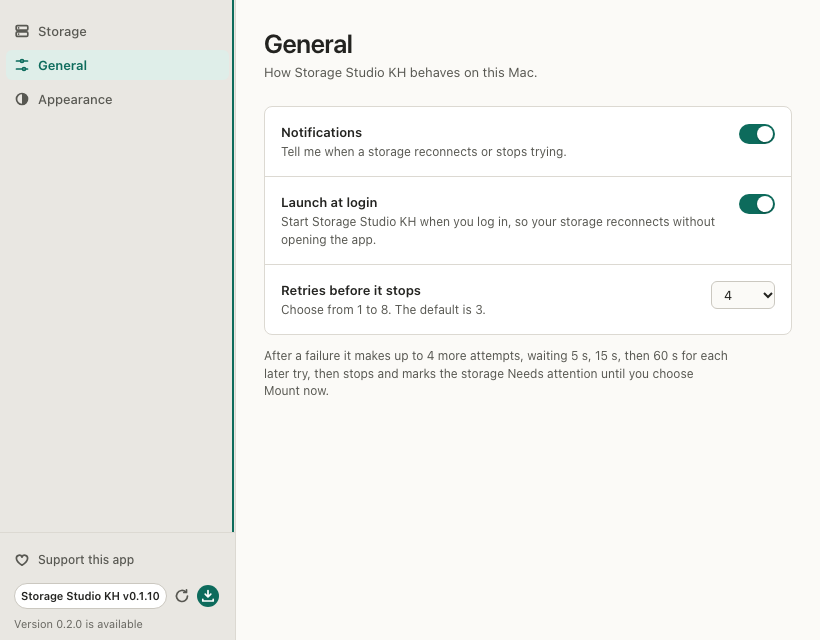 Storage
General
Appearance
Support this app
Storage Studio KH v0.1.10
Version 0.2.0 is available
General
How Storage Studio KH behaves on this Mac.
Notifications
Tell me when a storage reconnects or stops trying.
Launch at login
Start Storage Studio KH when you log in, so your storage reconnects without
opening the app.
Retries before it stops
Choose from 1 to 8. The default is 3.
4
After a failure it makes up to 4 more attempts, waiting 5 s, 15 s, then 60 s for each
later try, then stops and marks the storage Needs attention until you choose
Mount now.